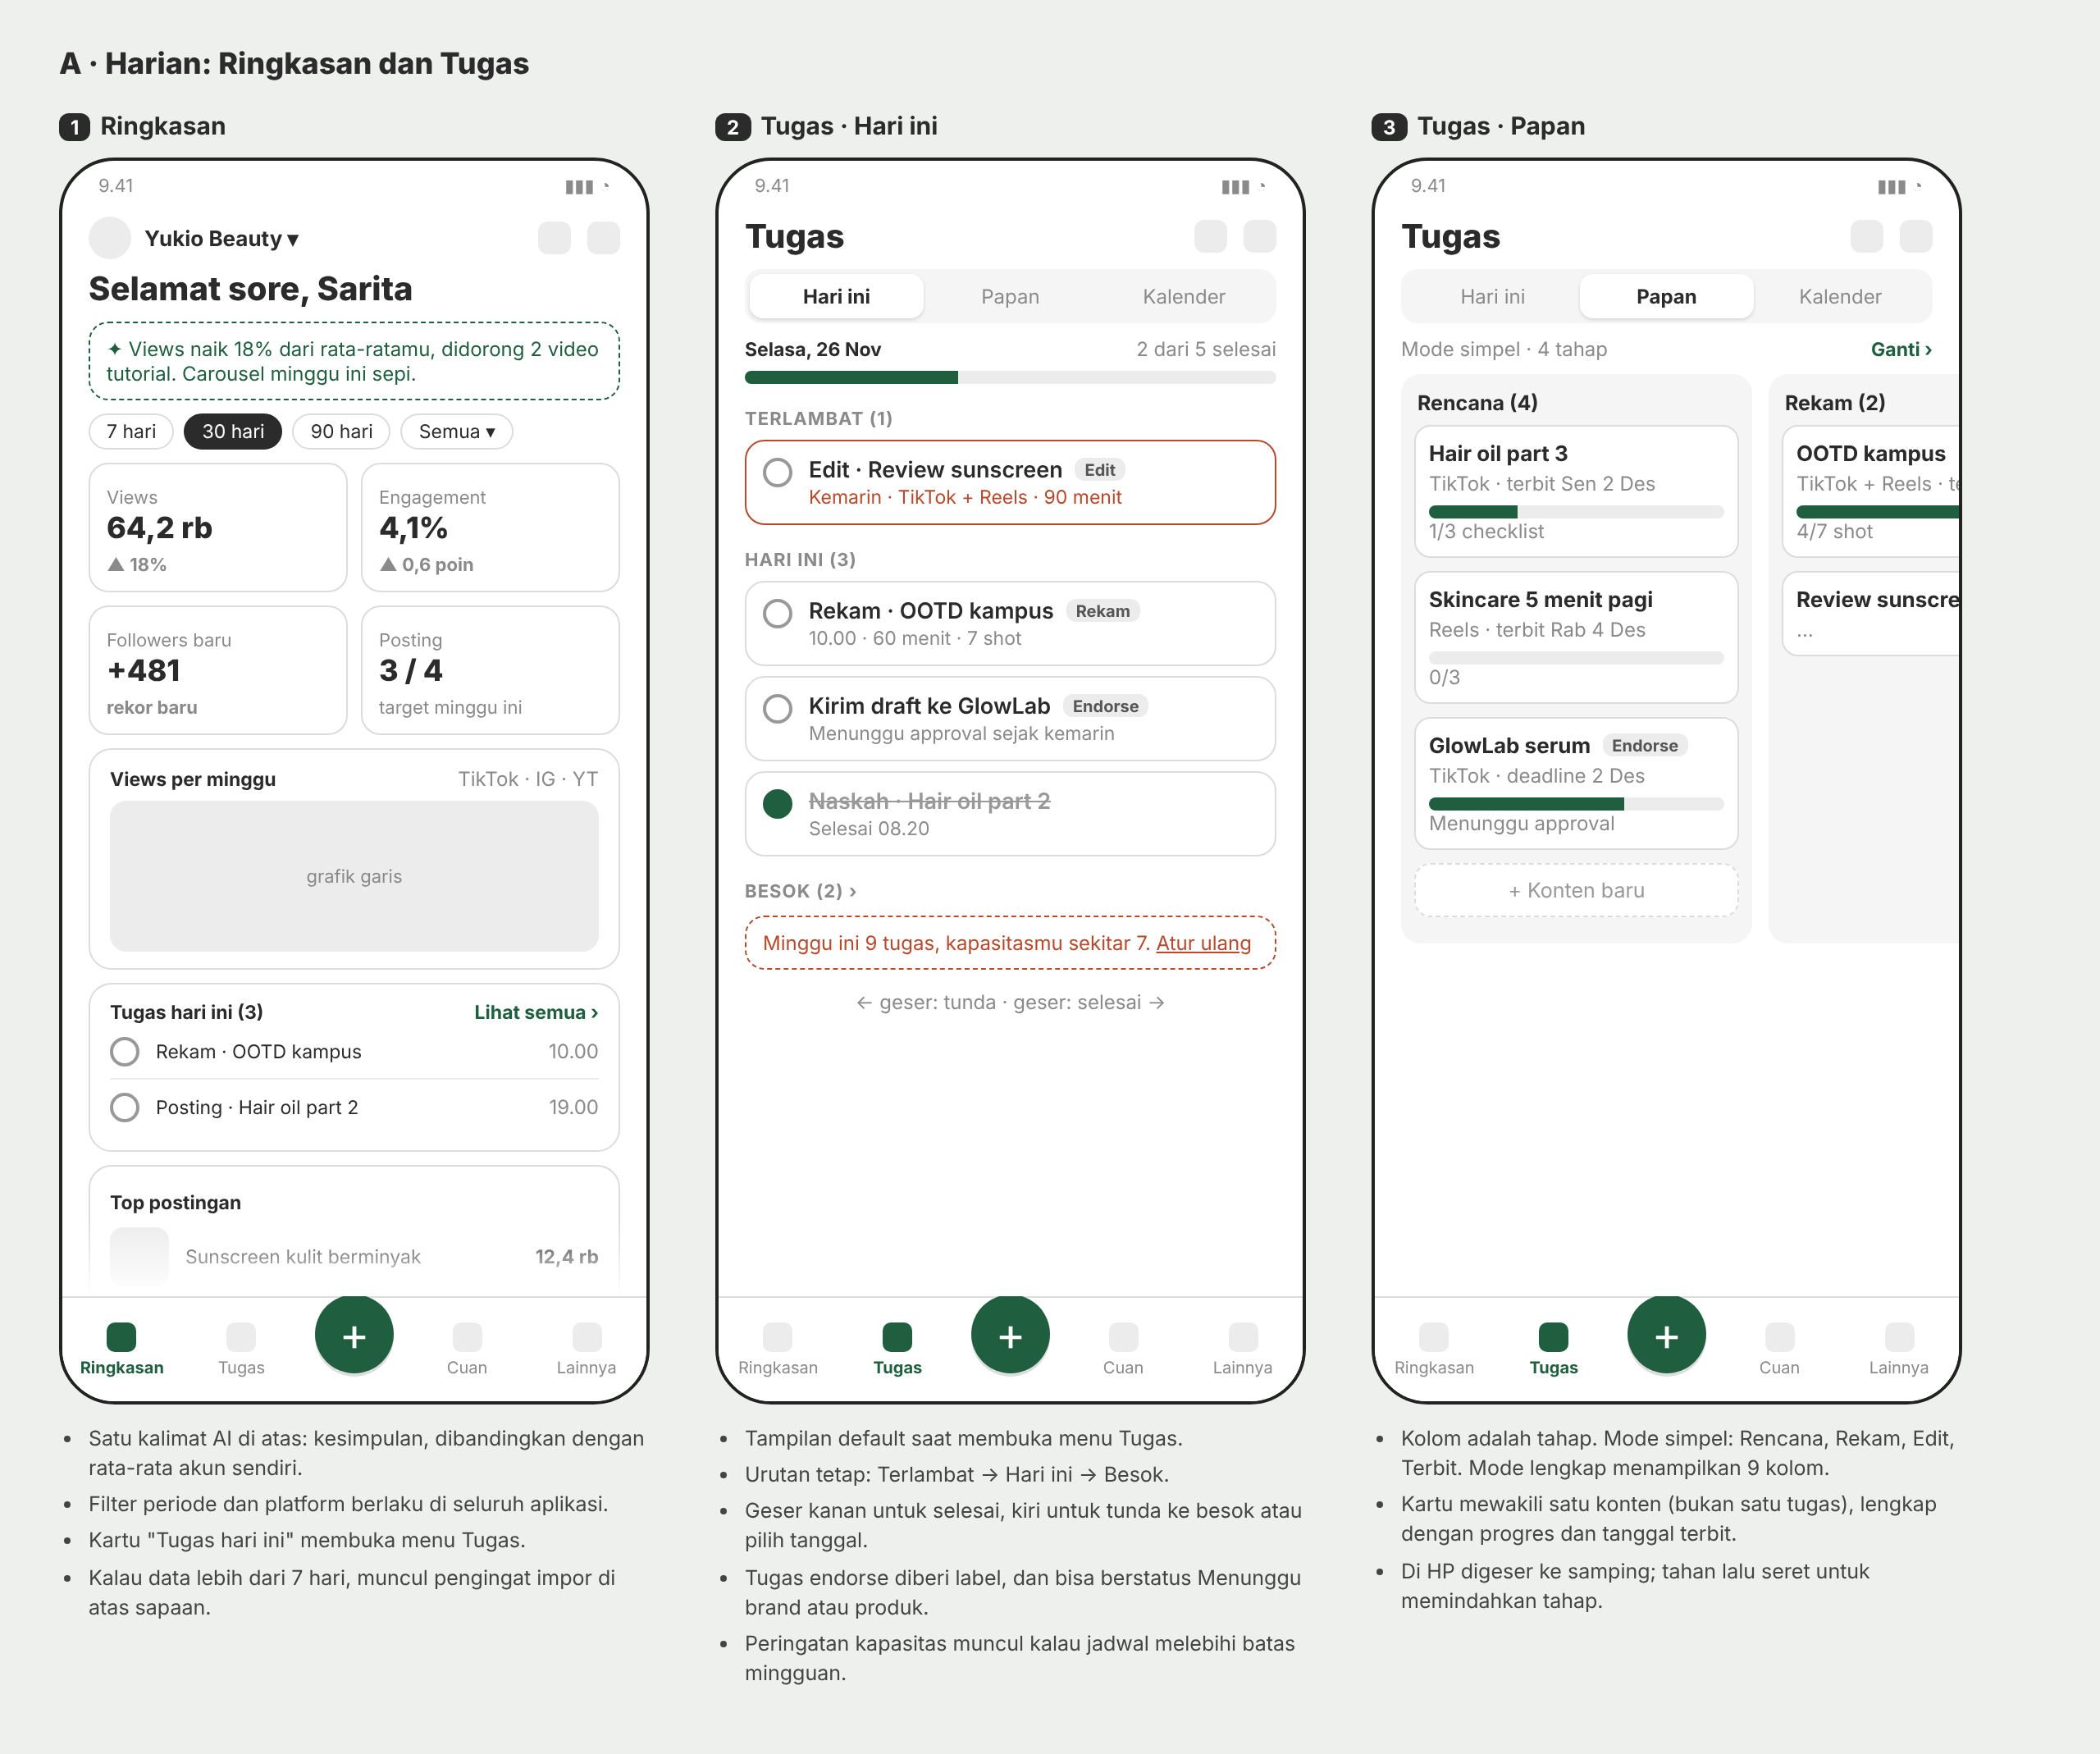 A · Harian: Ringkasan dan Tugas
1 Ringkasan
9.41
Yukio Beauty ▾
Selamat sore, Sarita
✦ Views naik 18% dari rata-ratamu, didorong 2 video
tutorial. Carousel minggu ini sepi.
7 hari
30 hari
90 hari
Semua ▾
Views
64,2 rb
▲ 18%
Engagement
4,1%
▲ 0,6 poin
Followers baru
+481
rekor baru
Posting
3 / 4
target minggu ini
Views per minggu
TikTok · IG · YT
grafik garis
Tugas hari ini (3)
Lihat semua ›
Rekam · OOTD kampus
10.00
Posting · Hair oil part 2
19.00
Top postingan
Sunscreen kulit berminyak
12,4 rb
Ringkasan
Tugas
+
Cuan
Lainnya
• Satu kalimat AI di atas: kesimpulan, dibandingkan dengan
rata-rata akun sendiri.
• Filter periode dan platform berlaku di seluruh aplikasi.
• Kartu "Tugas hari ini" membuka menu Tugas.
• Kalau data lebih dari 7 hari, muncul pengingat impor di
atas sapaan.
2 Tugas · Hari ini
9.41
Tugas
Hari ini
Papan
Kalender
Selasa, 26 Nov
2 dari 5 selesai
TERLAMBAT (1)
Edit · Review sunscreen
Edit
Kemarin · TikTok + Reels · 90 menit
HARI INI (3)
Rekam · OOTD kampus
Rekam
10.00 · 60 menit · 7 shot
Kirim draft ke GlowLab
Endorse
Menunggu approval sejak kemarin
Naskah · Hair oil part 2
Selesai 08.20
BESOK (2) ›
Minggu ini 9 tugas, kapasitasmu sekitar 7. Atur ulang
← geser: tunda · geser: selesai →
Ringkasan
Tugas
+
Cuan
Lainnya
• Tampilan default saat membuka menu Tugas.
• Urutan tetap: Terlambat → Hari ini → Besok.
• Geser kanan untuk selesai, kiri untuk tunda ke besok atau
pilih tanggal.
• Tugas endorse diberi label, dan bisa berstatus Menunggu
brand atau produk.
• Peringatan kapasitas muncul kalau jadwal melebihi batas
mingguan.
3 Tugas · Papan
9.41
Tugas
Hari ini
Papan
Kalender
Mode simpel · 4 tahap
Ganti ›
Rencana (4)
Hair oil part 3
TikTok · terbit Sen 2 Des
1/3 checklist
Skincare 5 menit pagi
Reels · terbit Rab 4 Des
0/3
GlowLab serum
Endorse
TikTok · deadline 2 Des
Menunggu approval
+ Konten baru
Rekam (2)
OOTD kampus
TikTok + Reels ·
4/7 shot
Review sunscre
...
Ringkasan
Tugas
+
Cuan
Lainnya
• Kolom adalah tahap. Mode simpel: Rencana, Rekam, Edit,
Terbit. Mode lengkap menampilkan 9 kolom.
• Kartu mewakili satu konten (bukan satu tugas), lengkap
dengan progres dan tanggal terbit.
• Di HP digeser ke samping; tahan lalu seret untuk
memindahkan tahap.